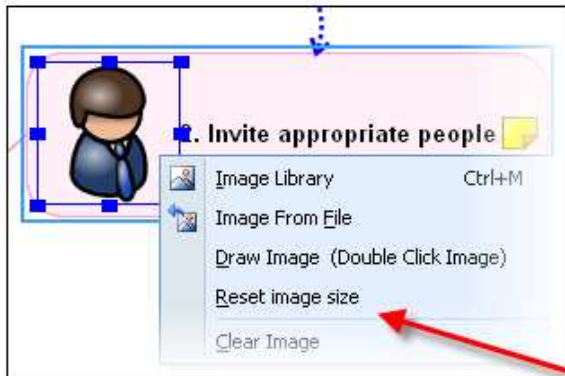 2. Invite appropriate people
Image Library Ctrl+M
Image From File
Draw Image (Double Click Image)
Reset image size
Clear Image